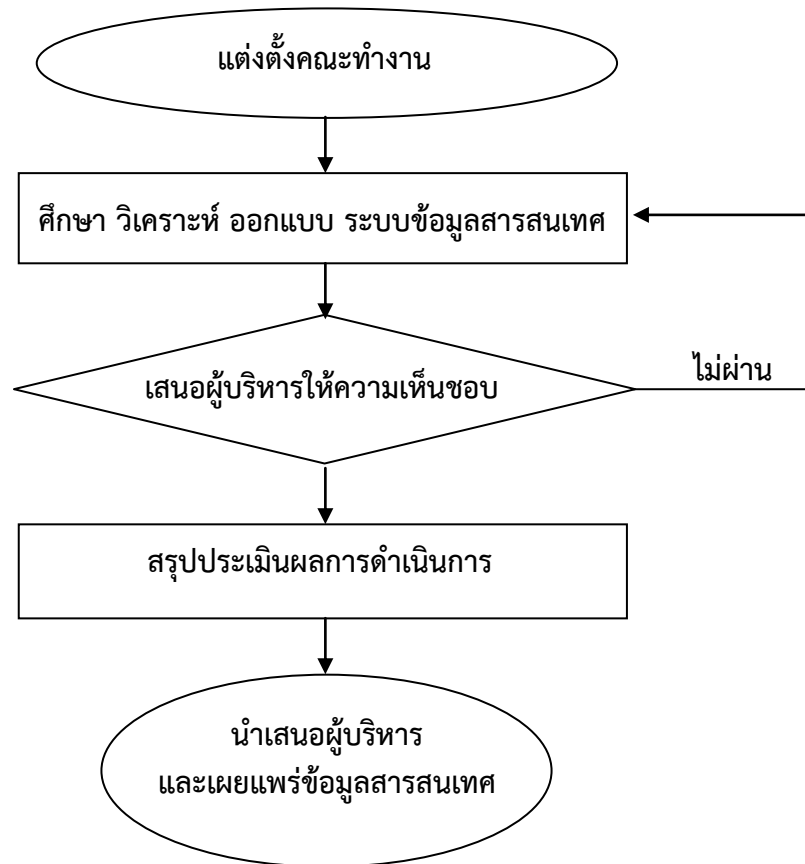 แต่งตั้งคณะทำงาน
ศึกษา วิเคราะห์ ออกแบบ ระบบข้อมูลสารสนเทศ
เสนอผู้บริหารให้ความเห็นชอบ
ไม่ผ่าน
สรุปประเมินผลการดำเนินการ
นำเสนอผู้บริหาร
และเผยแพร่ข้อมูลสารสนเทศ